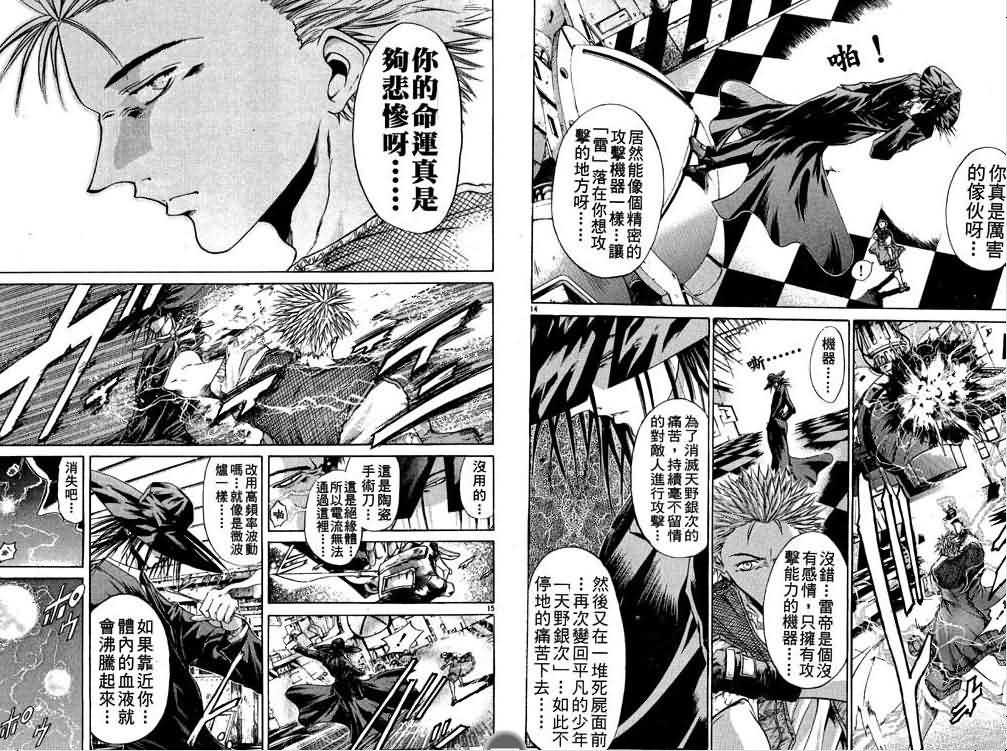 你真是厲害
的傢伙呀…
啪！
居然能像個精密的
攻擊機器一樣…讓
「雷」落在你想攻
擊的地方呀…
！
14
機器……
嘶……
沒錯…雷帝是個沒
有感情，只擁有攻
擊能力的機器…
為了消滅天野銀次的
痛苦，持續毫不留情
的對敵人進行攻擊…
然後又在一堆死屍面前
…再次變回平凡的少年
「天野銀次」…如此不
停地的痛苦下去……
你的命運真是
夠悲慘呀……
沒用的…
這是陶瓷
手術刀…
這是絕緣體…
所以電流無法
通過這裡…
啪
15
改用高頻率波動
嗎…就像是微波
爐一樣…
如果靠近你…
體內的血液就
會沸騰起來…
消失吧…
ポウ
ポウ